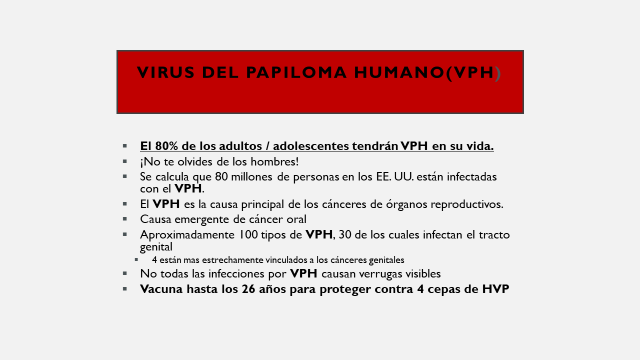 VIRUS DEL PAPILOMA HUMANO(VPH)
El 80% de los adultos / adolescentes tendrán VPH en su vida.
¡No te olvides de los hombres!
Se calcula que 80 millones de personas en los EE. UU. están infectadas
con el VPH.
El VPH es la causa principal de los cánceres de órganos reproductivos.
Causa emergente de cáncer oral
Aproximadamente 100 tipos de VPH, 30 de los cuales infectan el tracto
genital
4 están mas estrechamente vinculados a los cánceres genitales
No todas las infecciones por VPH causan verrugas visibles
Vacuna hasta los 26 años para proteger contra 4 cepas de HVP